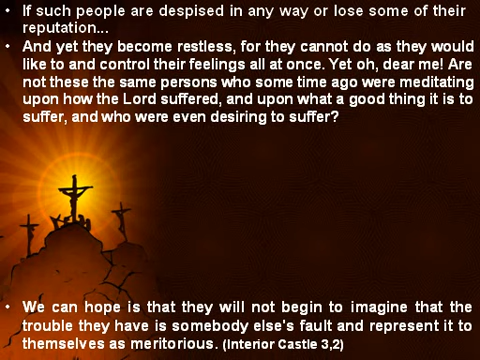 • If such people are despised in any way or lose some of their
reputation...
• And yet they become restless, for they cannot do as they would
like to and control their feelings all at once. Yet oh, dear me! Are
not these the same persons who some time ago were meditating
upon how the Lord suffered, and upon what a good thing it is to
suffer, and who were even desiring to suffer?
• We can hope is that they will not begin to imagine that the
trouble they have is somebody else's fault and represent it to
themselves as meritorious. (Interior Castle 3,2)